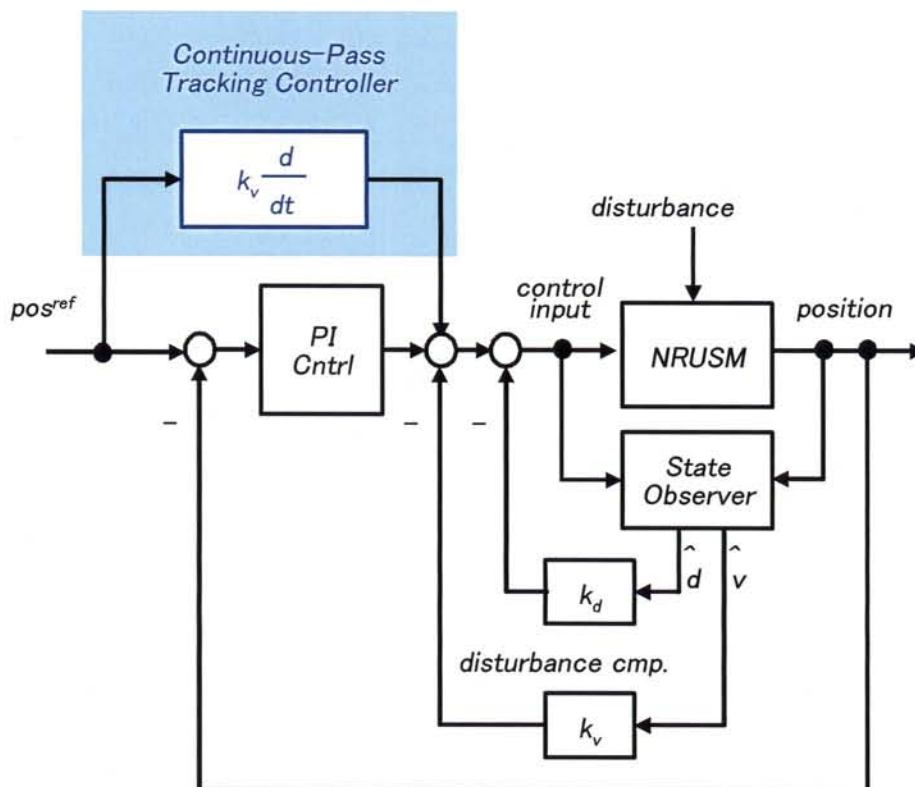 Continuous-Pass
Tracking Controller
k_v d
dt
disturbance
pos^ref
control
input
position
PI
Cntrl
NRUSM
–
–
–
State
Observer
d̂
v̂
k_d
disturbance cmp.
k_v